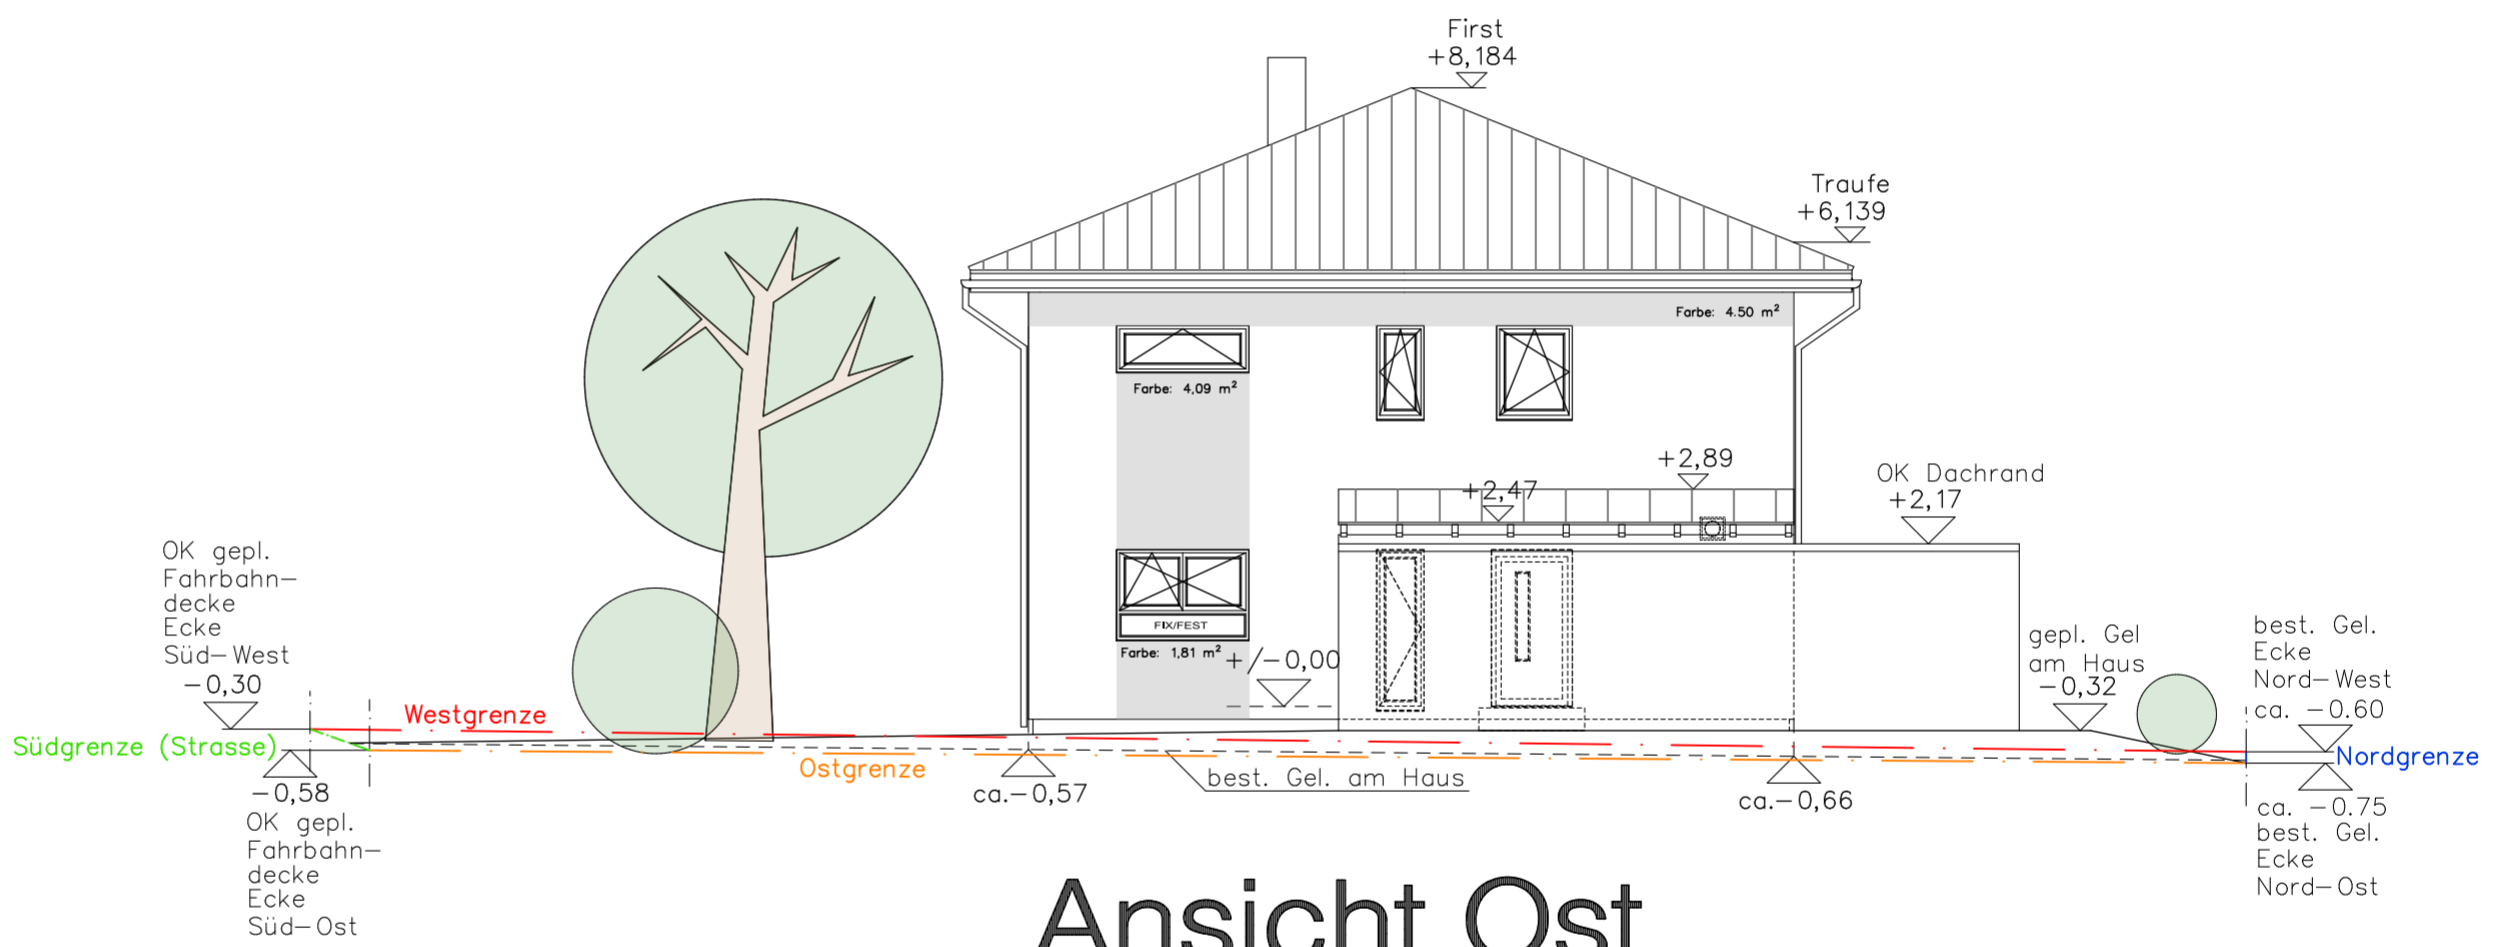 First
+8,184
Traufe
+6,139
Farbe: 4.50 m²
Farbe: 4,09 m²
+2,89
+2,47
OK Dachrand
+2,17
OK gepl.
Fahrbahn–
decke
Ecke
Süd–West
–0,30
FIX/FEST
Farbe: 1,81 m²
+/–0,00
gepl. Gel
am Haus
–0,32
best. Gel.
Ecke
Nord–West
ca. –0.60
Westgrenze
Südgrenze (Strasse)
Ostgrenze
Nordgrenze
best. Gel. am Haus
–0,58
OK gepl.
Fahrbahn–
decke
Ecke
Süd–Ost
ca.–0,57
ca.–0,66
ca. –0.75
best. Gel.
Ecke
Nord–Ost
Ansicht Ost